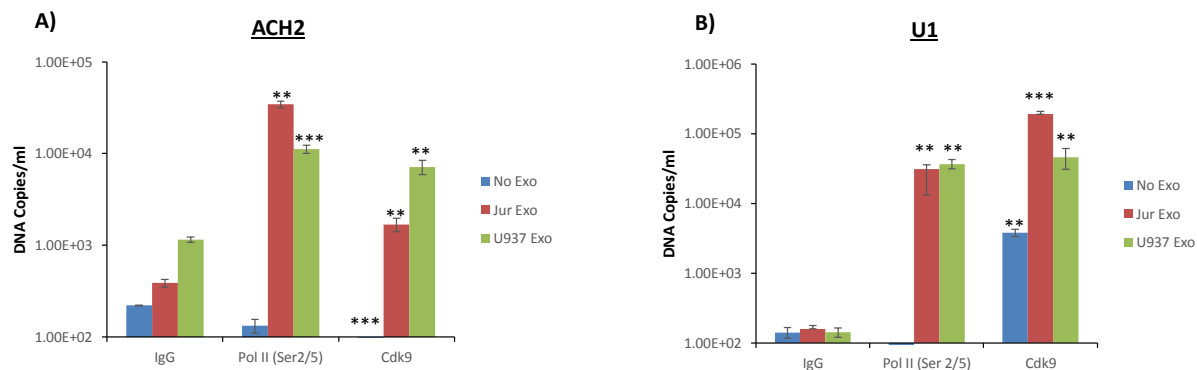 A)
ACH2
1.00E+05
1.00E+04
1.00E+03
1.00E+02
DNA Copies/ml
**
***
***
**
**
IgG
Pol II (Ser2/5)
Cdk9
No Exo
Jur Exo
U937 Exo
B)
U1
1.00E+06
1.00E+05
1.00E+04
1.00E+03
1.00E+02
DNA Copies/ml
**
**
**
***
**
IgG
Pol II (Ser 2/5)
Cdk9
No Exo
Jur Exo
U937 Exo